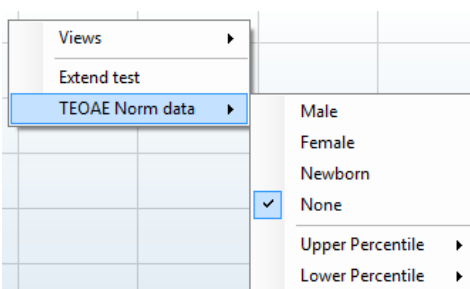 Views
Extend test
TEOAE Norm data
Male
Female
Newborn
None
Upper Percentile
Lower Percentile